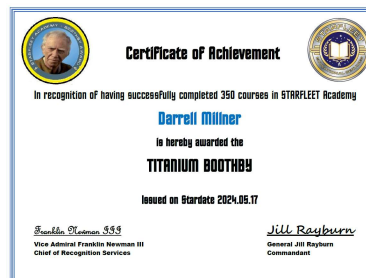 Certificate of Achievement
In recognition of having successfully completed 350 courses in STARFLEET Academy
Darrell Millner
is hereby awarded the
TITANIUM BOOTHBY
Issued on Stardate 2024.05.17
Franklin Newman III
Jill Rayburn
Vice Admiral Franklin Newman III
General Jill Rayburn
Chief of Recognition Services
Commandant